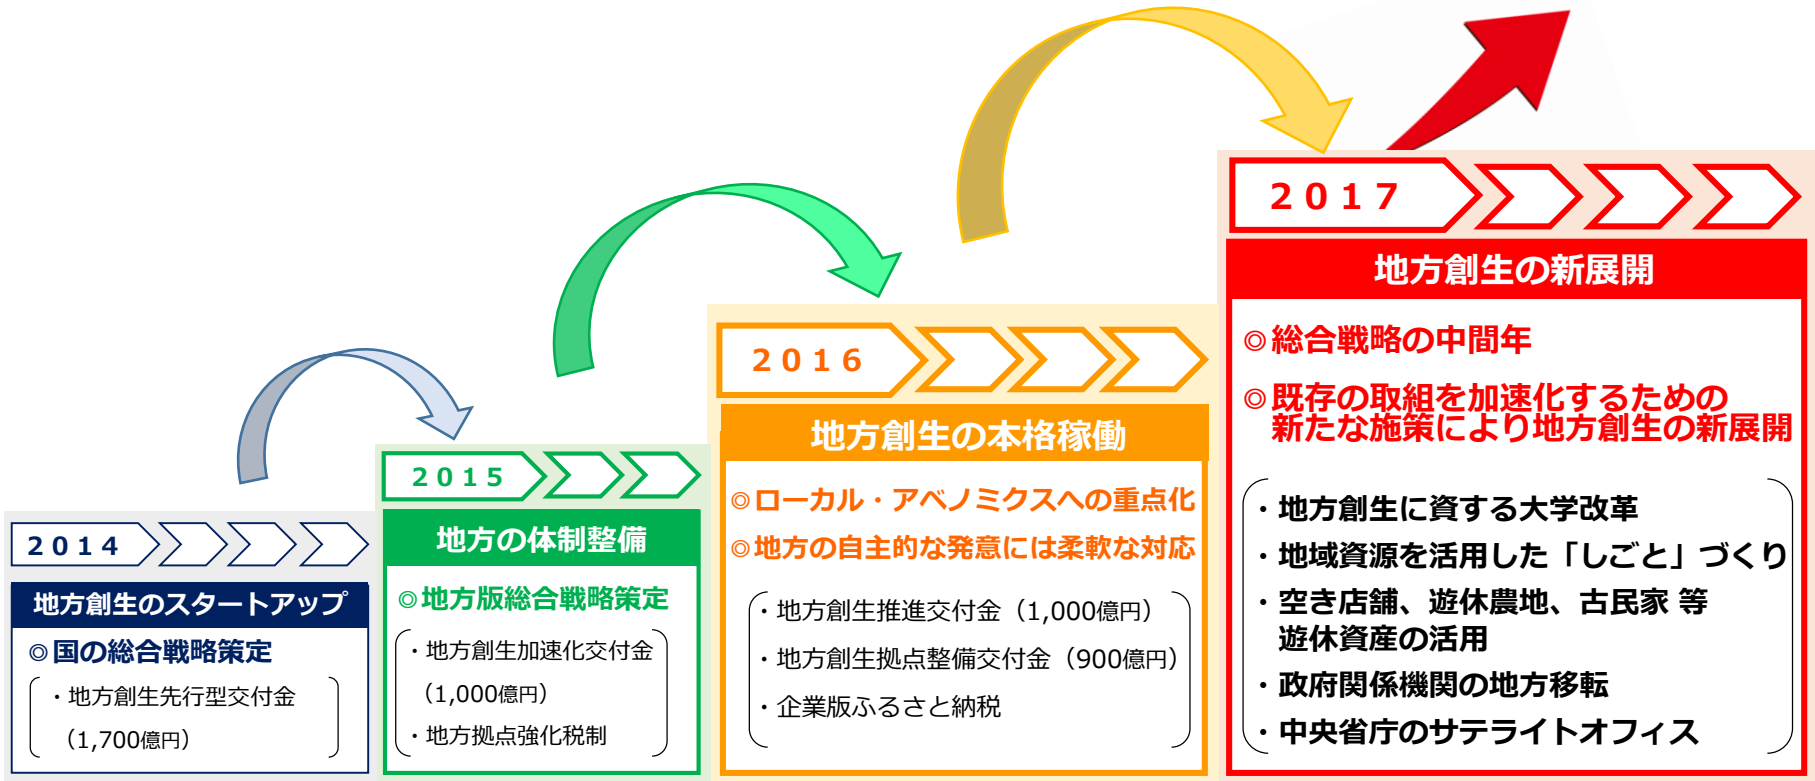 ２０１４
地方創生のスタートアップ
◎国の総合戦略策定
・地方創生先行型交付金
（1,700億円）
２０１５
地方の体制整備
◎地方版総合戦略策定
・地方創生加速化交付金
（1,000億円）
・地方拠点強化税制
２０１６
地方創生の本格稼働
◎ローカル・アベノミクスへの重点化
◎地方の自主的な発意には柔軟な対応
・地方創生推進交付金（1,000億円）
・地方創生拠点整備交付金（900億円）
・企業版ふるさと納税
２０１７
地方創生の新展開
◎総合戦略の中間年
◎既存の取組を加速化するための
新たな施策により地方創生の新展開
・地方創生に資する大学改革
・地域資源を活用した「しごと」づくり
・空き店舗、遊休農地、古民家 等
遊休資産の活用
・政府関係機関の地方移転
・中央省庁のサテライトオフィス